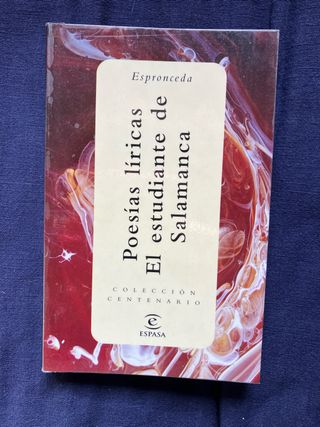 Espronceda
Poesías líricas
El estudiante de
Salamanca
COLECCIÓN
CENTENARIO
ESPASA